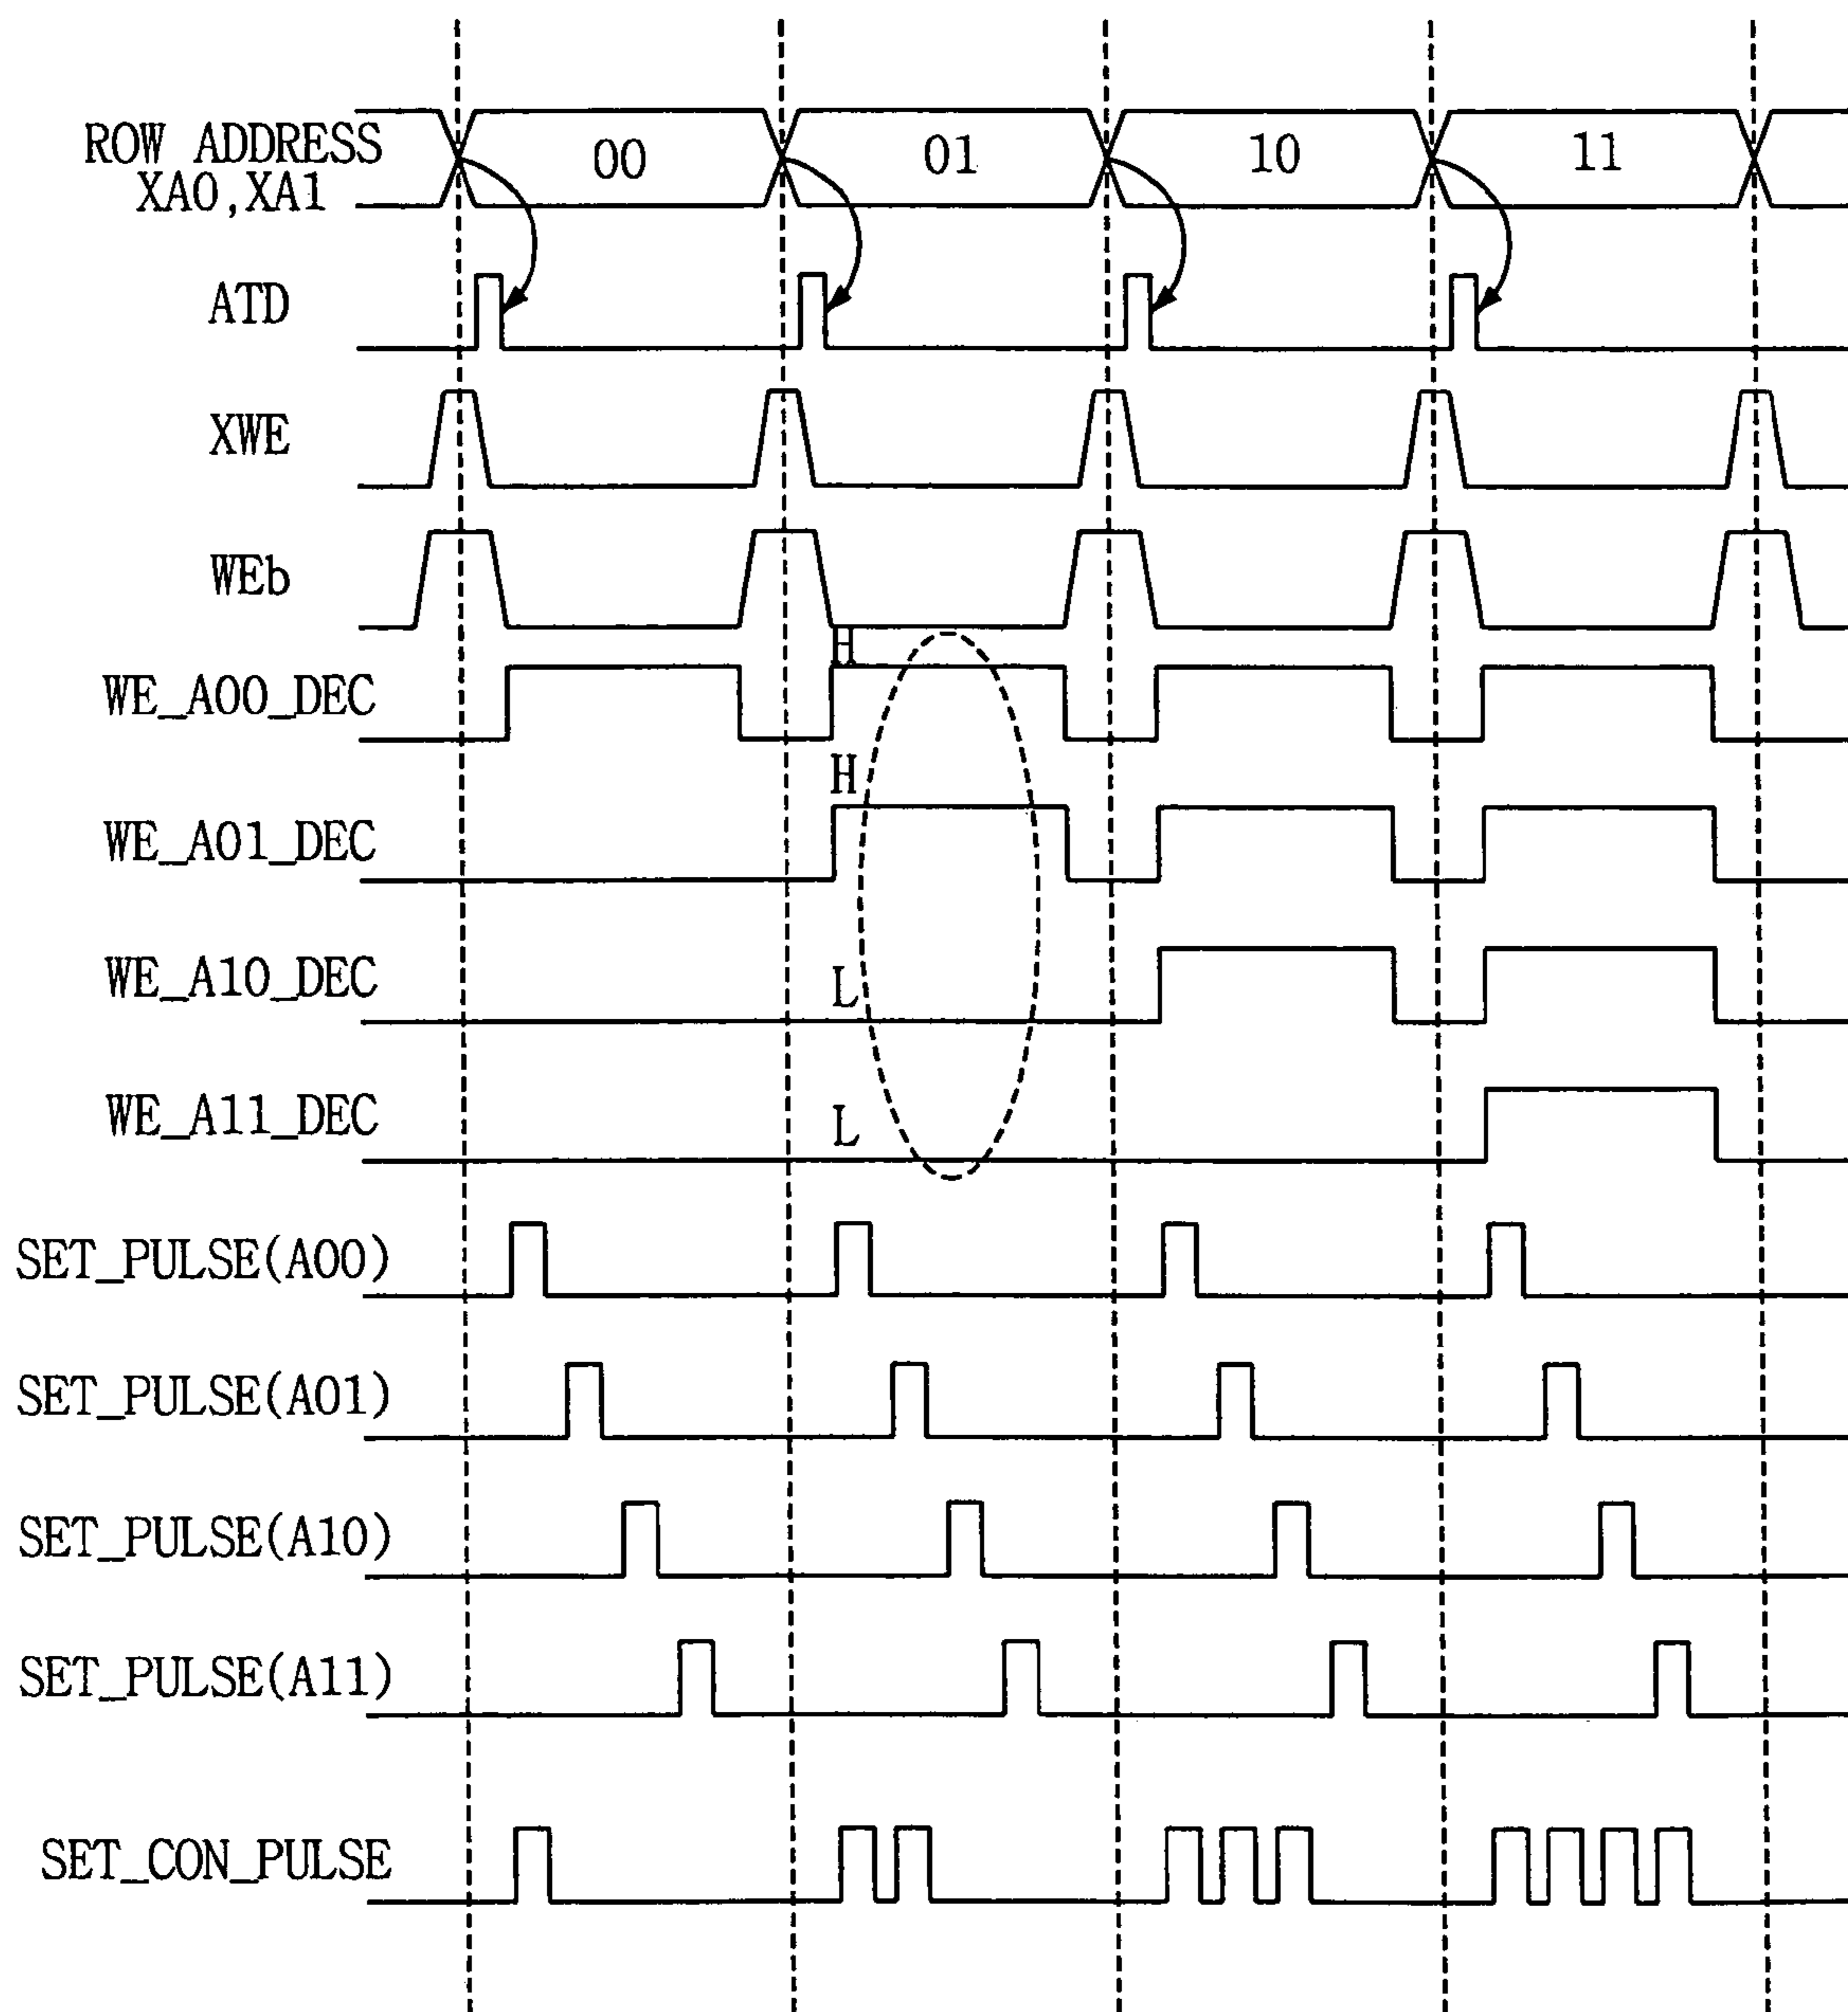 ROW ADDRESS
XA0,XA1
00 01 10 11
ATD
XWE
WEb
H
WE_A00_DEC
H
WE_A01_DEC
WE_A10_DEC
L
WE_A11_DEC
L
SET_PULSE(A00)
SET_PULSE(A01)
SET_PULSE(A10)
SET_PULSE(A11)
SET_CON_PULSE